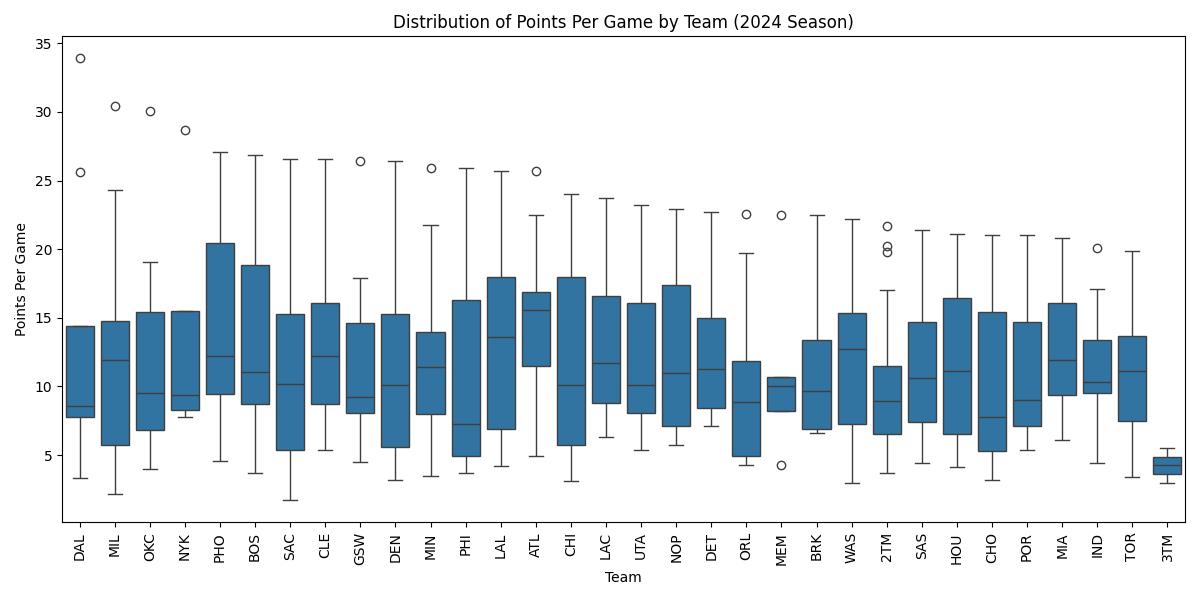 Distribution of Points Per Game by Team (2024 Season)
35
30
25
20
15
10
5
Points Per Game
DAL MIL OKC NYK PHO BOS SAC CLE GSW DEN MIN PHI LAL ATL CHI LAC UTA NOP DET ORL MEM BRK WAS 2TM SAS HOU CHO POR MIA IND TOR 3TM
Team